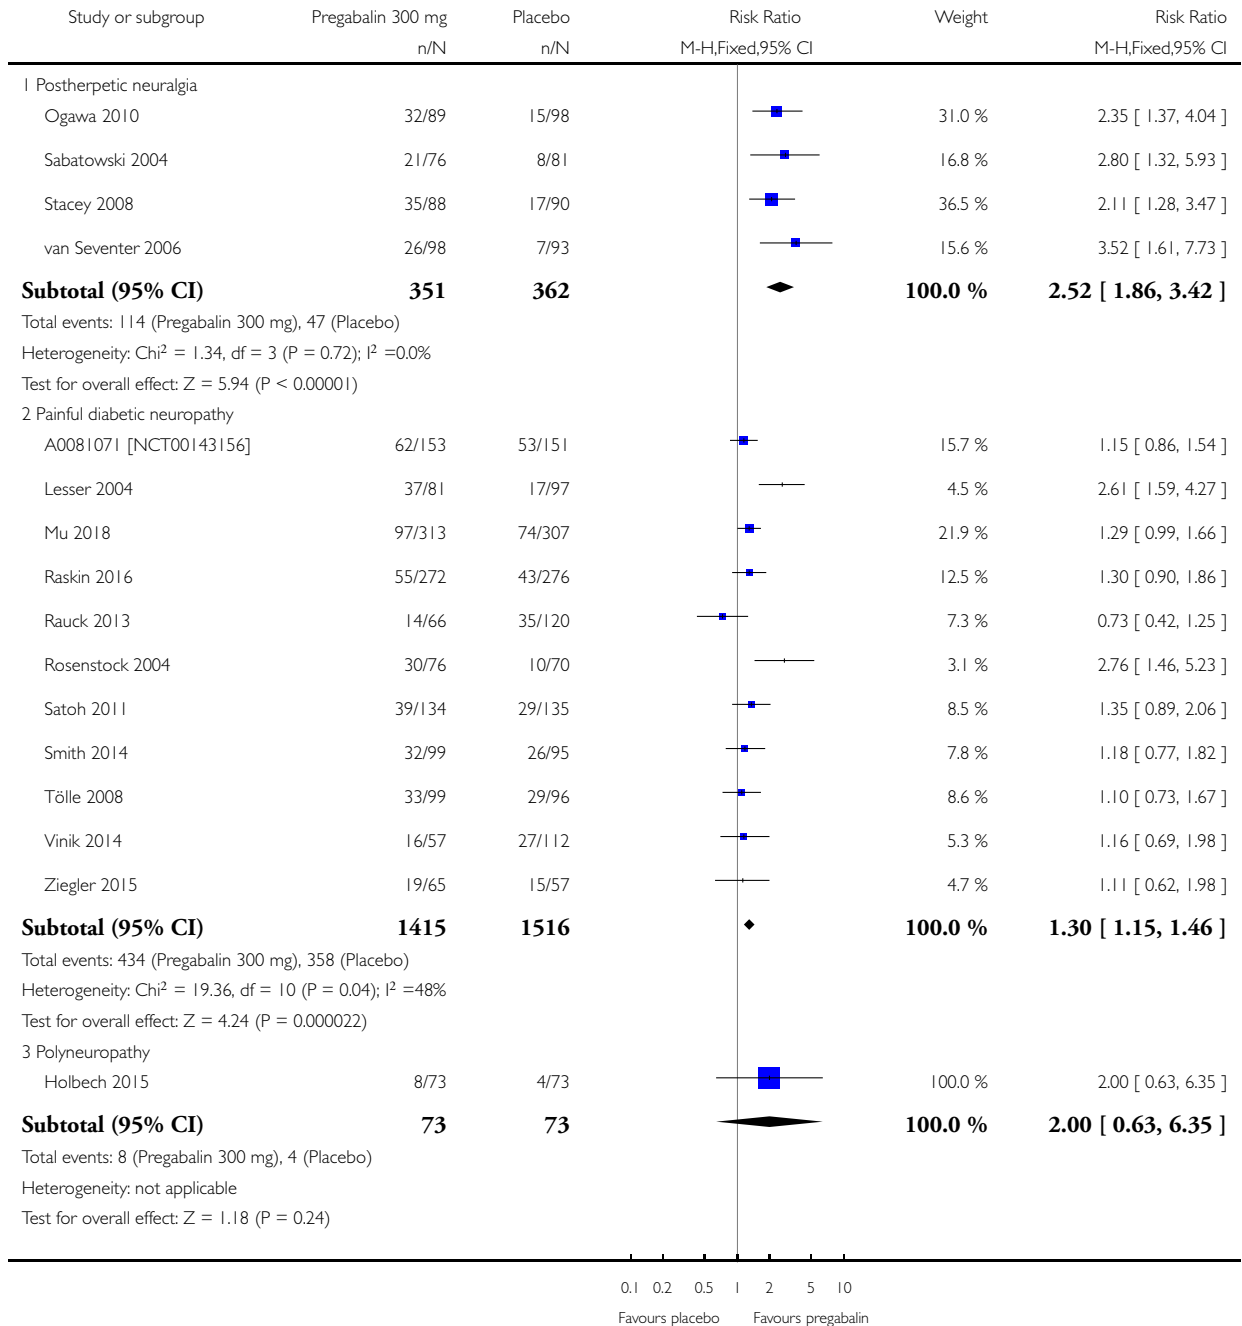 Study or subgroup Pregabalin 300 mg Placebo Risk Ratio Weight Risk Ratio
n/N n/N M-H,Fixed,95% CI M-H,Fixed,95% CI
1 Postherpetic neuralgia
Ogawa 2010 32/89 15/98 31.0 % 2.35 [ 1.37, 4.04 ]
Sabatowski 2004 21/76 8/81 16.8 % 2.80 [ 1.32, 5.93 ]
Stacey 2008 35/88 17/90 36.5 % 2.11 [ 1.28, 3.47 ]
van Seventer 2006 26/98 7/93 15.6 % 3.52 [ 1.61, 7.73 ]
Subtotal (95% CI) 351 362 100.0 % 2.52 [ 1.86, 3.42 ]
Total events: 114 (Pregabalin 300 mg), 47 (Placebo)
Heterogeneity: Chi² = 1.34, df = 3 (P = 0.72); I² =0.0%
Test for overall effect: Z = 5.94 (P < 0.00001)
2 Painful diabetic neuropathy
A0081071 [NCT00143156] 62/153 53/151 15.7 % 1.15 [ 0.86, 1.54 ]
Lesser 2004 37/81 17/97 4.5 % 2.61 [ 1.59, 4.27 ]
Mu 2018 97/313 74/307 21.9 % 1.29 [ 0.99, 1.66 ]
Raskin 2016 55/272 43/276 12.5 % 1.30 [ 0.90, 1.86 ]
Rauck 2013 14/66 35/120 7.3 % 0.73 [ 0.42, 1.25 ]
Rosenstock 2004 30/76 10/70 3.1 % 2.76 [ 1.46, 5.23 ]
Satoh 2011 39/134 29/135 8.5 % 1.35 [ 0.89, 2.06 ]
Smith 2014 32/99 26/95 7.8 % 1.18 [ 0.77, 1.82 ]
Tölle 2008 33/99 29/96 8.6 % 1.10 [ 0.73, 1.67 ]
Vinik 2014 16/57 27/112 5.3 % 1.16 [ 0.69, 1.98 ]
Ziegler 2015 19/65 15/57 4.7 % 1.11 [ 0.62, 1.98 ]
Subtotal (95% CI) 1415 1516 100.0 % 1.30 [ 1.15, 1.46 ]
Total events: 434 (Pregabalin 300 mg), 358 (Placebo)
Heterogeneity: Chi² = 19.36, df = 10 (P = 0.04); I² =48%
Test for overall effect: Z = 4.24 (P = 0.000022)
3 Polyneuropathy
Holbech 2015 8/73 4/73 100.0 % 2.00 [ 0.63, 6.35 ]
Subtotal (95% CI) 73 73 100.0 % 2.00 [ 0.63, 6.35 ]
Total events: 8 (Pregabalin 300 mg), 4 (Placebo)
Heterogeneity: not applicable
Test for overall effect: Z = 1.18 (P = 0.24)
0.1 0.2 0.5 1 2 5 10
Favours placebo Favours pregabalin